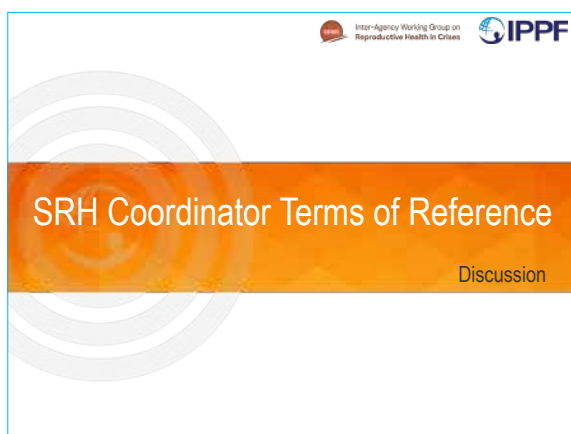 Inter-Agency Working Group on
Reproductive Health in Crises
IPPF
SRH Coordinator Terms of Reference
Discussion